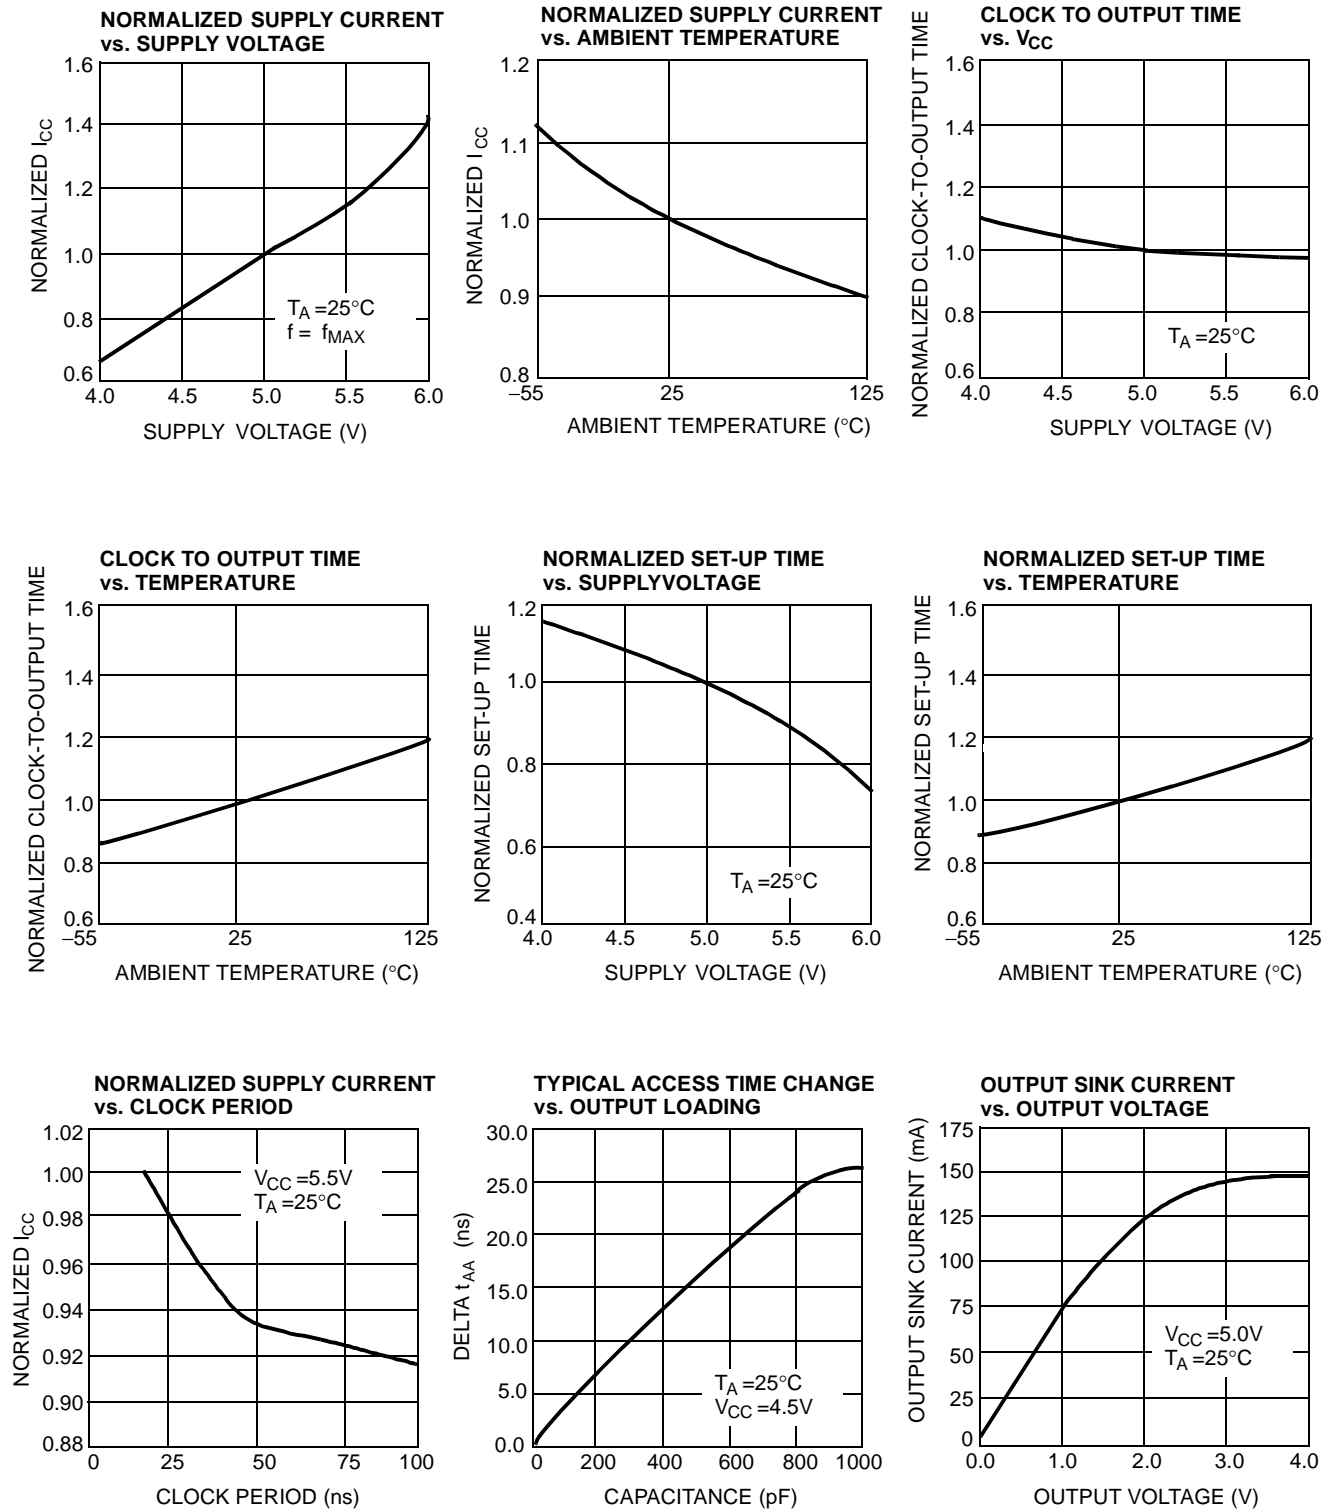 NORMALIZED SUPPLY CURRENT
vs. SUPPLY VOLTAGE
1.6
1.4
1.2
1.0
0.8
0.6
NORMALIZED ICC
TA =25°C
f = fMAX
4.0 4.5 5.0 5.5 6.0
SUPPLY VOLTAGE (V)
NORMALIZED SUPPLY CURRENT
vs. AMBIENT TEMPERATURE
1.2
1.1
1.0
0.9
0.8
NORMALIZED ICC
–55 25 125
AMBIENT TEMPERATURE (°C)
CLOCK TO OUTPUT TIME
vs. VCC
1.6
1.4
1.2
1.0
0.8
0.6
NORMALIZED CLOCK-TO-OUTPUT TIME
TA =25°C
4.0 4.5 5.0 5.5 6.0
SUPPLY VOLTAGE (V)
CLOCK TO OUTPUT TIME
vs. TEMPERATURE
1.6
1.4
1.2
1.0
0.8
0.6
NORMALIZED CLOCK-TO-OUTPUT TIME
–55 25 125
AMBIENT TEMPERATURE (°C)
NORMALIZED SET-UP TIME
vs. SUPPLYVOLTAGE
1.2
1.0
0.8
0.6
0.4
NORMALIZED SET-UP TIME
TA =25°C
4.0 4.5 5.0 5.5 6.0
SUPPLY VOLTAGE (V)
NORMALIZED SET-UP TIME
vs. TEMPERATURE
1.6
1.4
1.2
1.0
0.8
0.6
NORMALIZED SET-UP TIME
–55 25 125
AMBIENT TEMPERATURE (°C)
NORMALIZED SUPPLY CURRENT
vs. CLOCK PERIOD
1.02
1.00
0.98
0.96
0.94
0.92
0.90
0.88
NORMALIZED ICC
VCC =5.5V
TA =25°C
0 25 50 75 100
CLOCK PERIOD (ns)
TYPICAL ACCESS TIME CHANGE
vs. OUTPUT LOADING
30.0
25.0
20.0
15.0
10.0
5.0
0.0
DELTA tAA (ns)
TA =25°C
VCC =4.5V
0 200 400 600 800 1000
CAPACITANCE (pF)
OUTPUT SINK CURRENT
vs. OUTPUT VOLTAGE
175
150
125
100
75
50
25
0
OUTPUT SINK CURRENT (mA)
VCC =5.0V
TA =25°C
0.0 1.0 2.0 3.0 4.0
OUTPUT VOLTAGE (V)